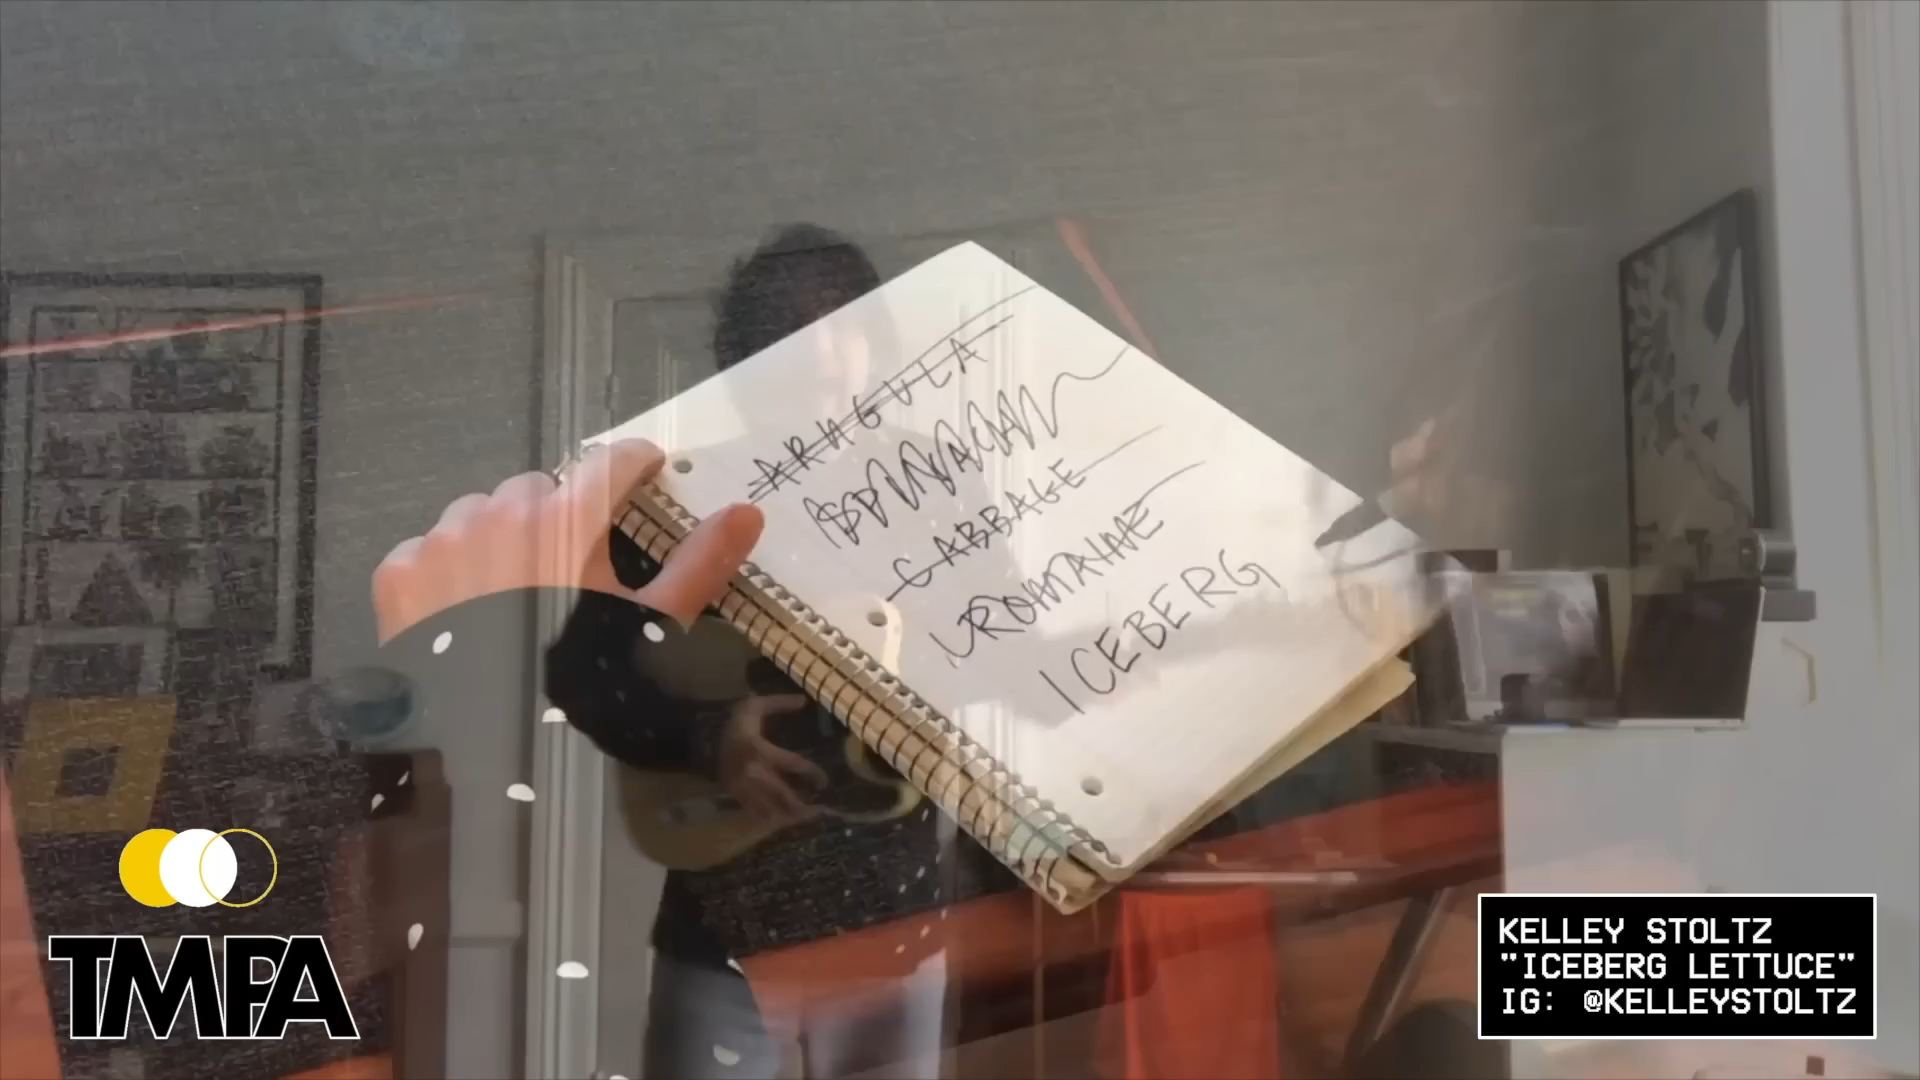 ARUGULA
SPINACH
CABBAGE
ROMAINE
ICEBERG
TMPA
KELLEY STOLTZ
"ICEBERG LETTUCE"
IG: @KELLEYSTOLTZ